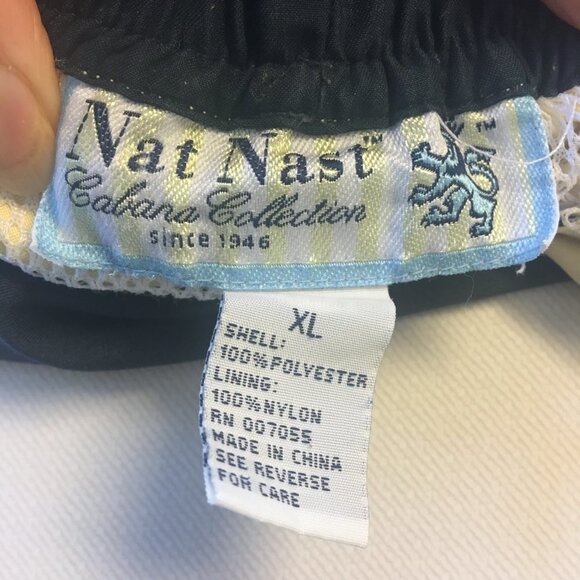 Nat Nast™
Cabana Collection
since 1946
TM
XL
SHELL:
100%POLYESTER
LINING:
100%NYLON
RN 007055
MADE IN CHINA
SEE REVERSE
FOR CARE